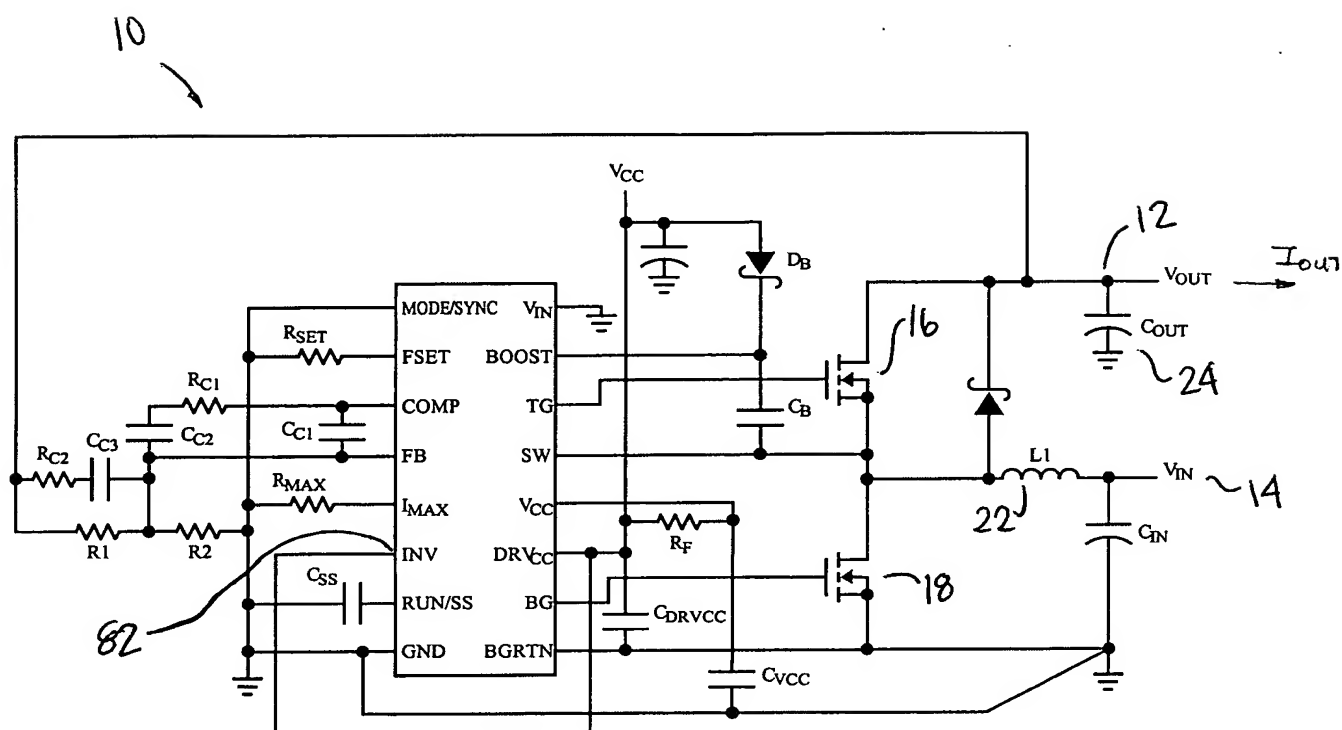 10
VCC
12
IOUT
DB
VOUT
MODE/SYNC
VIN
16
COUT
24
RSET
FSET
BOOST
RC1
COMP
TG
CB
CC2
CC1
CC3
RC2
FB
SW
L1
VIN
14
RMAX
22
IMAX
VCC
CIN
R1
R2
RF
INV
DRVCC
CSS
18
RUN/SS
BG
CDRVCC
82
GND
BGRTN
CVCC